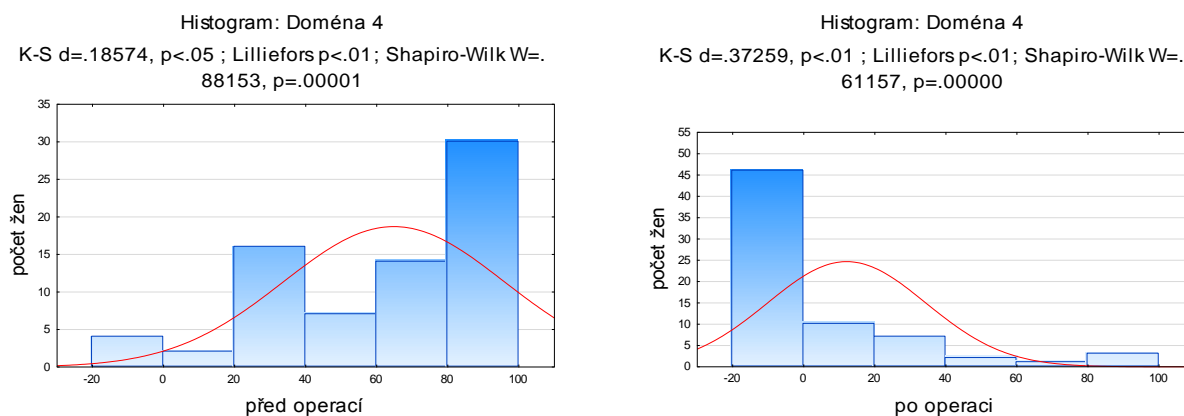 Histogram: Doména 4
K-S d=.18574, p<.05 ; Lilliefors p<.01; Shapiro-Wilk W=.
88153, p=.00001
35
30
25
20
15
10
5
0
počet žen
-20 0 20 40 60 80 100
před operací
Histogram: Doména 4
K-S d=.37259, p<.01 ; Lilliefors p<.01; Shapiro-Wilk W=.
61157, p=.00000
55
50
45
40
35
30
25
20
15
10
5
0
počet žen
-20 0 20 40 60 80 100
po operaci